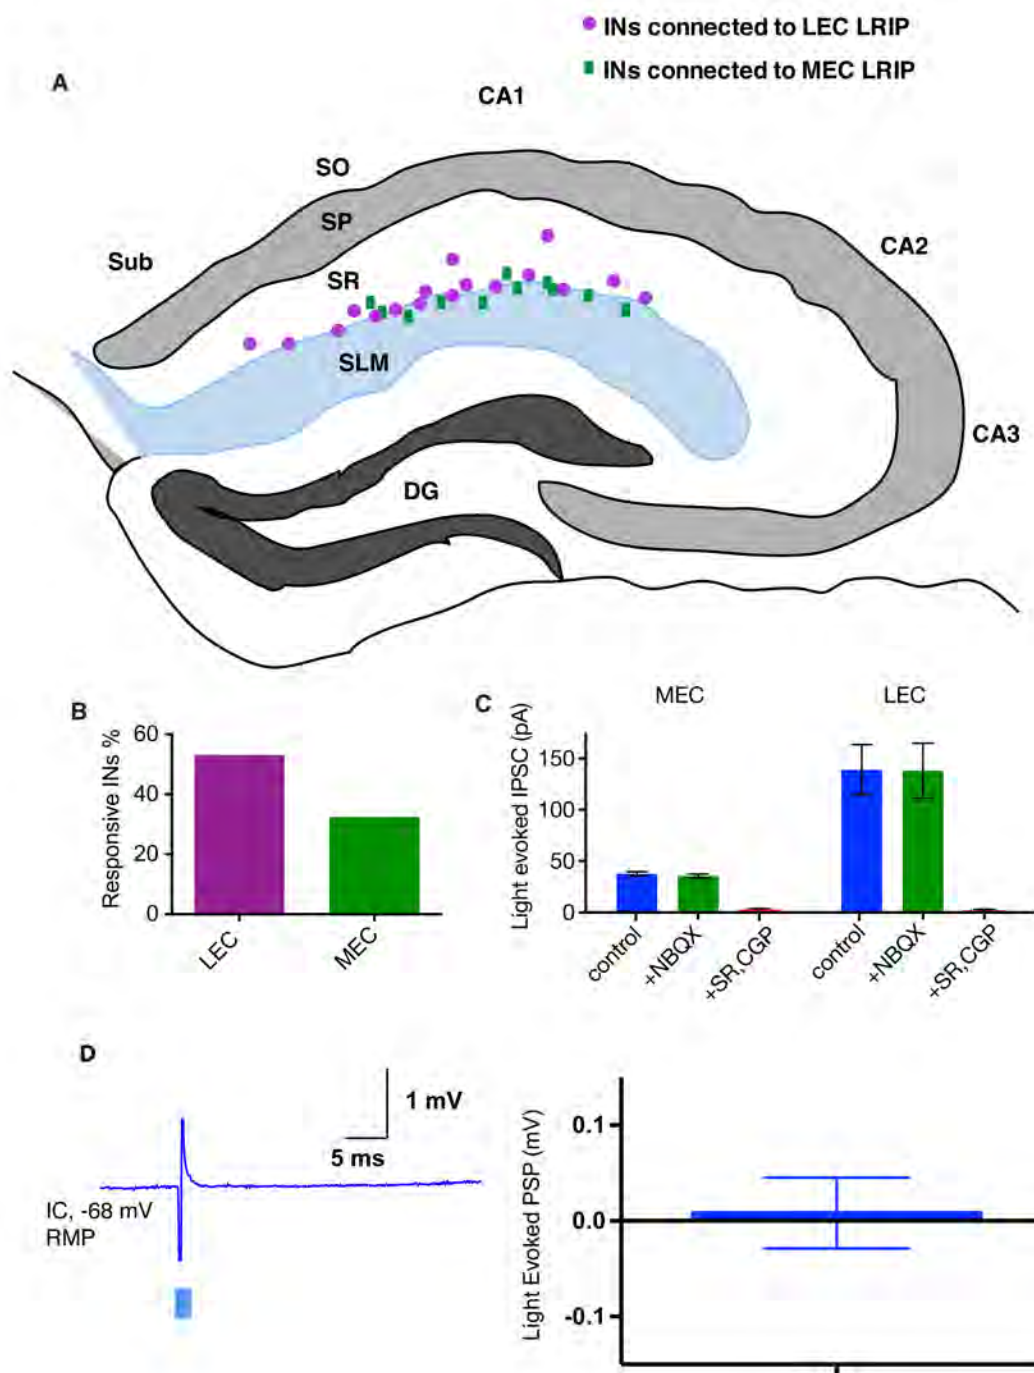 INs connected to LEC LRIP
INs connected to MEC LRIP
A
CA1
SO
SP
CA2
Sub
SR
SLM
CA3
DG
B
Responsive INs %
60
40
20
0
LEC
MEC
C
MEC
LEC
Light evoked IPSC (pA)
150
100
50
0
control
+NBQX
+SR,CGP
control
+NBQX
+SR,CGP
D
1 mV
5 ms
IC, -68 mV
RMP
Light Evoked PSP (mV)
0.1
0.0
-0.1